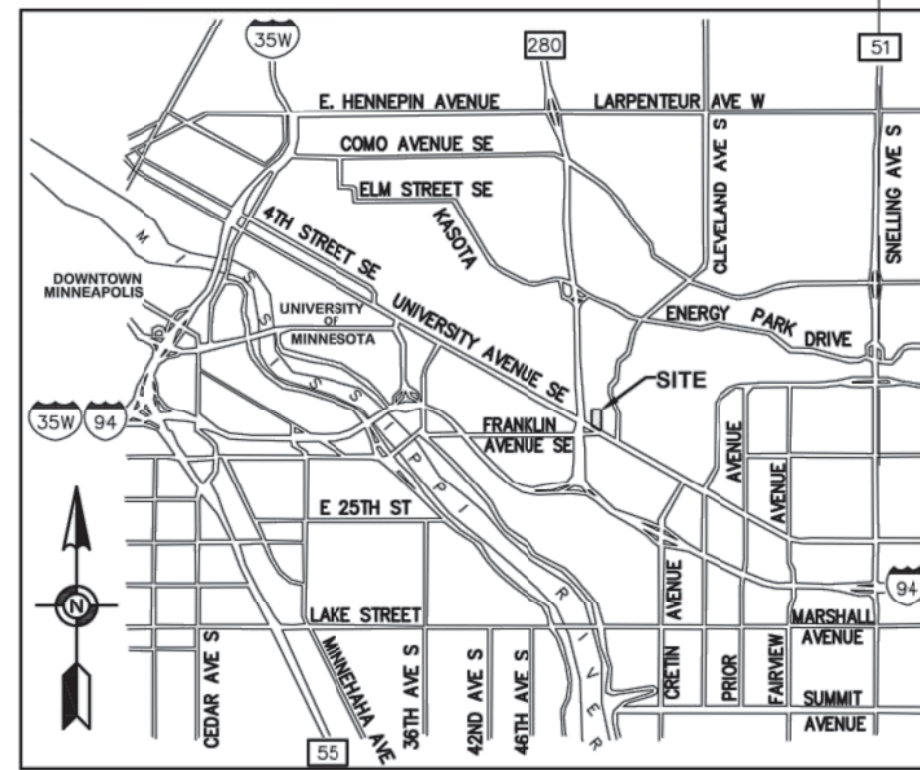 35W
280
51
E. HENNEPIN AVENUE
LARPENTEUR AVE W
COMO AVENUE SE
ELM STREET SE
KASOTA
CLEVELAND AVE S
SNELLING AVE S
4TH STREET SE
MISSISSIPPI RIVER
DOWNTOWN
MINNEAPOLIS
UNIVERSITY
OF
MINNESOTA
UNIVERSITY AVENUE SE
ENERGY PARK DRIVE
SITE
35W
94
FRANKLIN
AVENUE SE
AVENUE
AVENUE
E 25TH ST
N
94
LAKE STREET
MARSHALL
AVENUE
CEDAR AVE S
MINNEHAHA AVE
36TH AVE S
42ND AVE S
46TH AVE S
CRETIN AVENUE
PRIOR
FAIRVIEW
SUMMIT
AVENUE
55